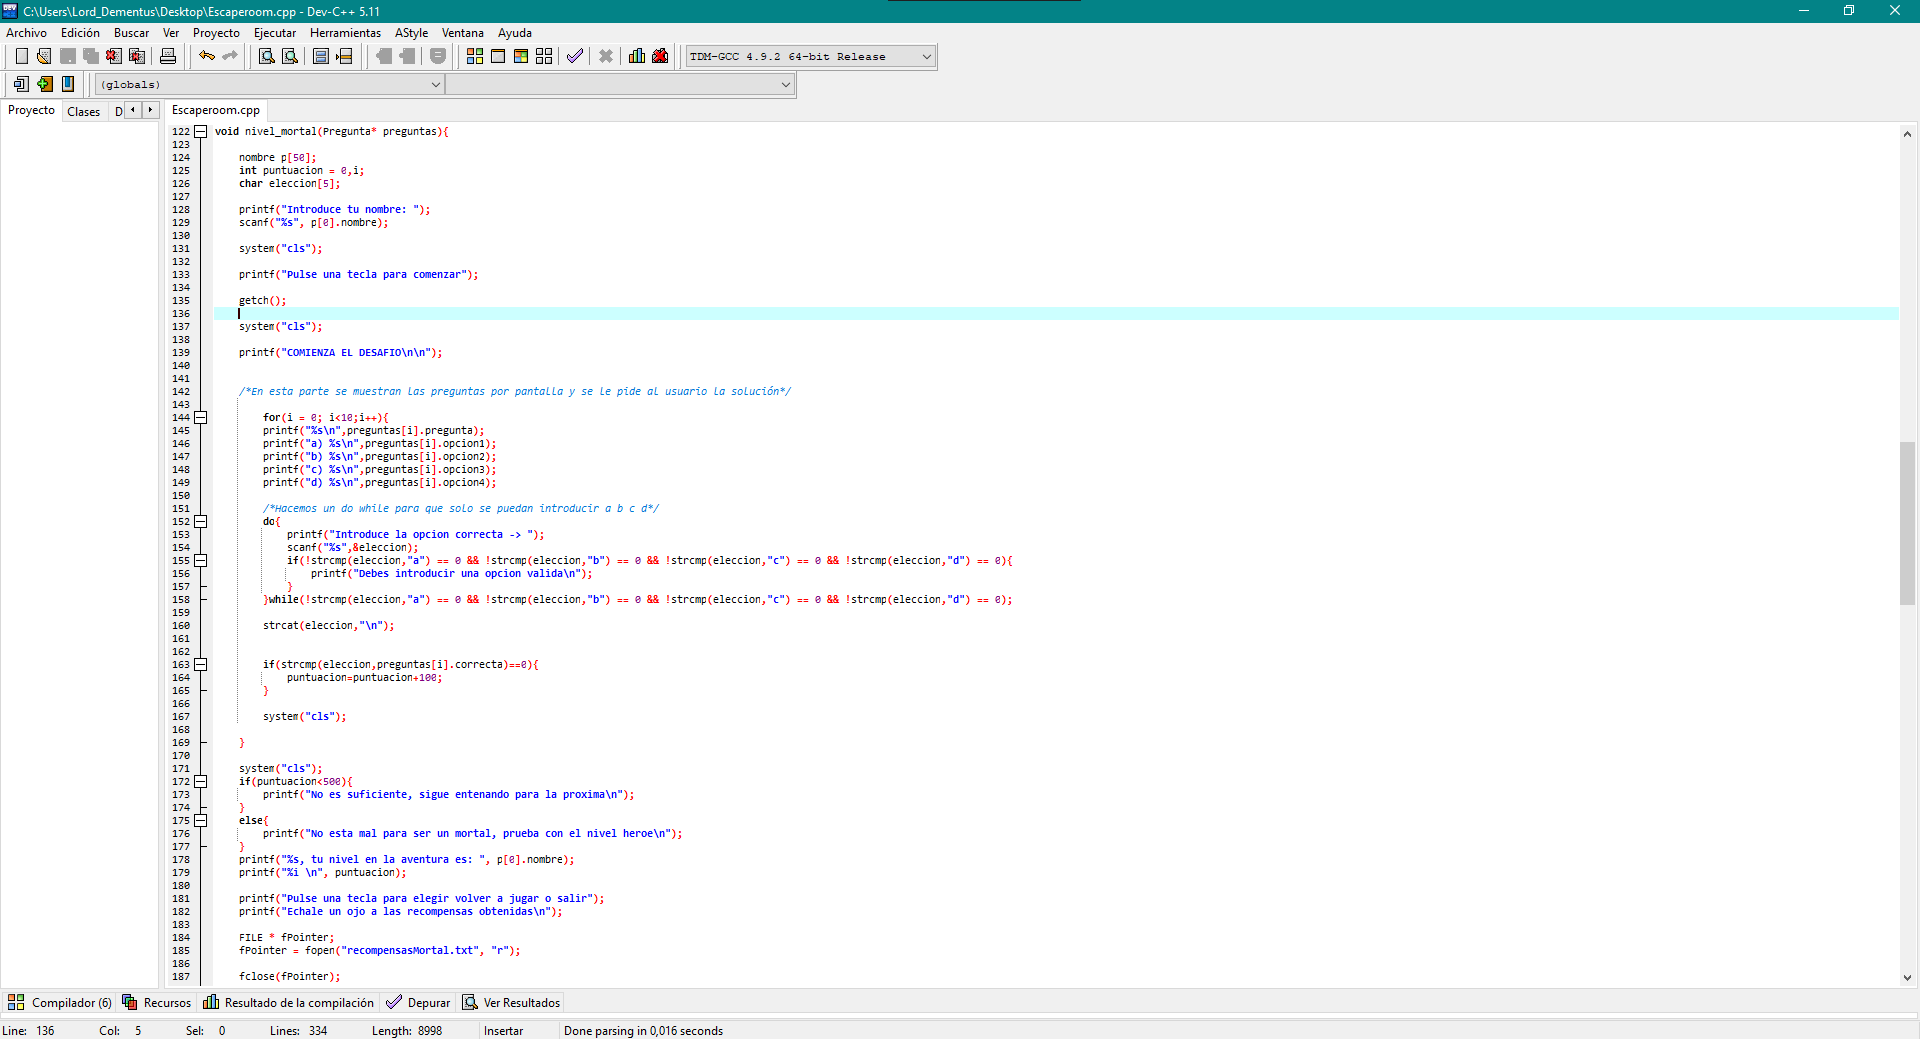 C:\Users\Lord_Dementus\Desktop\Escaperoom.cpp - Dev-C++ 5.11
Archivo Edición Buscar Ver Proyecto Ejecutar Herramientas AStyle Ventana Ayuda
TDM-GCC 4.9.2 64-bit Release
(globals)
Proyecto Clases D Escaperoom.cpp
122 void nivel_mortal(Pregunta* preguntas){
123
124 nombre p[50];
125 int puntuacion = 0,i;
126 char eleccion[5];
127
128 printf("Introduce tu nombre: ");
129 scanf("%s", p[0].nombre);
130
131 system("cls");
132
133 printf("Pulse una tecla para comenzar");
134
135 getch();
136
137 system("cls");
138
139 printf("COMIENZA EL DESAFIO\n\n");
140
141
142 /*En esta parte se muestran las preguntas por pantalla y se le pide al usuario la solución*/
143
144 for(i = 0; i<10;i++){
145 printf("%s\n",preguntas[i].pregunta);
146 printf("a) %s\n",preguntas[i].opcion1);
147 printf("b) %s\n",preguntas[i].opcion2);
148 printf("c) %s\n",preguntas[i].opcion3);
149 printf("d) %s\n",preguntas[i].opcion4);
150
151 /*Hacemos un do while para que solo se puedan introducir a b c d*/
152 do{
153 printf("Introduce la opcion correcta -> ");
154 scanf("%s",&eleccion);
155 if(!strcmp(eleccion,"a") == 0 && !strcmp(eleccion,"b") == 0 && !strcmp(eleccion,"c") == 0 && !strcmp(eleccion,"d") == 0){
156 printf("Debes introducir una opcion valida\n");
157 }
158 }while(!strcmp(eleccion,"a") == 0 && !strcmp(eleccion,"b") == 0 && !strcmp(eleccion,"c") == 0 && !strcmp(eleccion,"d") == 0);
159
160 strcat(eleccion,"\n");
161
162
163 if(strcmp(eleccion,preguntas[i].correcta)==0){
164 puntuacion=puntuacion+100;
165 }
166
167 system("cls");
168
169 }
170
171 system("cls");
172 if(puntuacion<500){
173 printf("No es suficiente, sigue entenando para la proxima\n");
174 }
175 else{
176 printf("No esta mal para ser un mortal, prueba con el nivel heroe\n");
177 }
178 printf("%s, tu nivel en la aventura es: ", p[0].nombre);
179 printf("%i \n", puntuacion);
180
181 printf("Pulse una tecla para elegir volver a jugar o salir");
182 printf("Echale un ojo a las recompensas obtenidas\n");
183
184 FILE * fPointer;
185 fPointer = fopen("recompensasMortal.txt", "r");
186
187 fclose(fPointer);
Compilador (6) Recursos Resultado de la compilación Depurar Ver Resultados
Line: 136 Col: 5 Sel: 0 Lines: 334 Length: 8998 Insertar Done parsing in 0,016 seconds